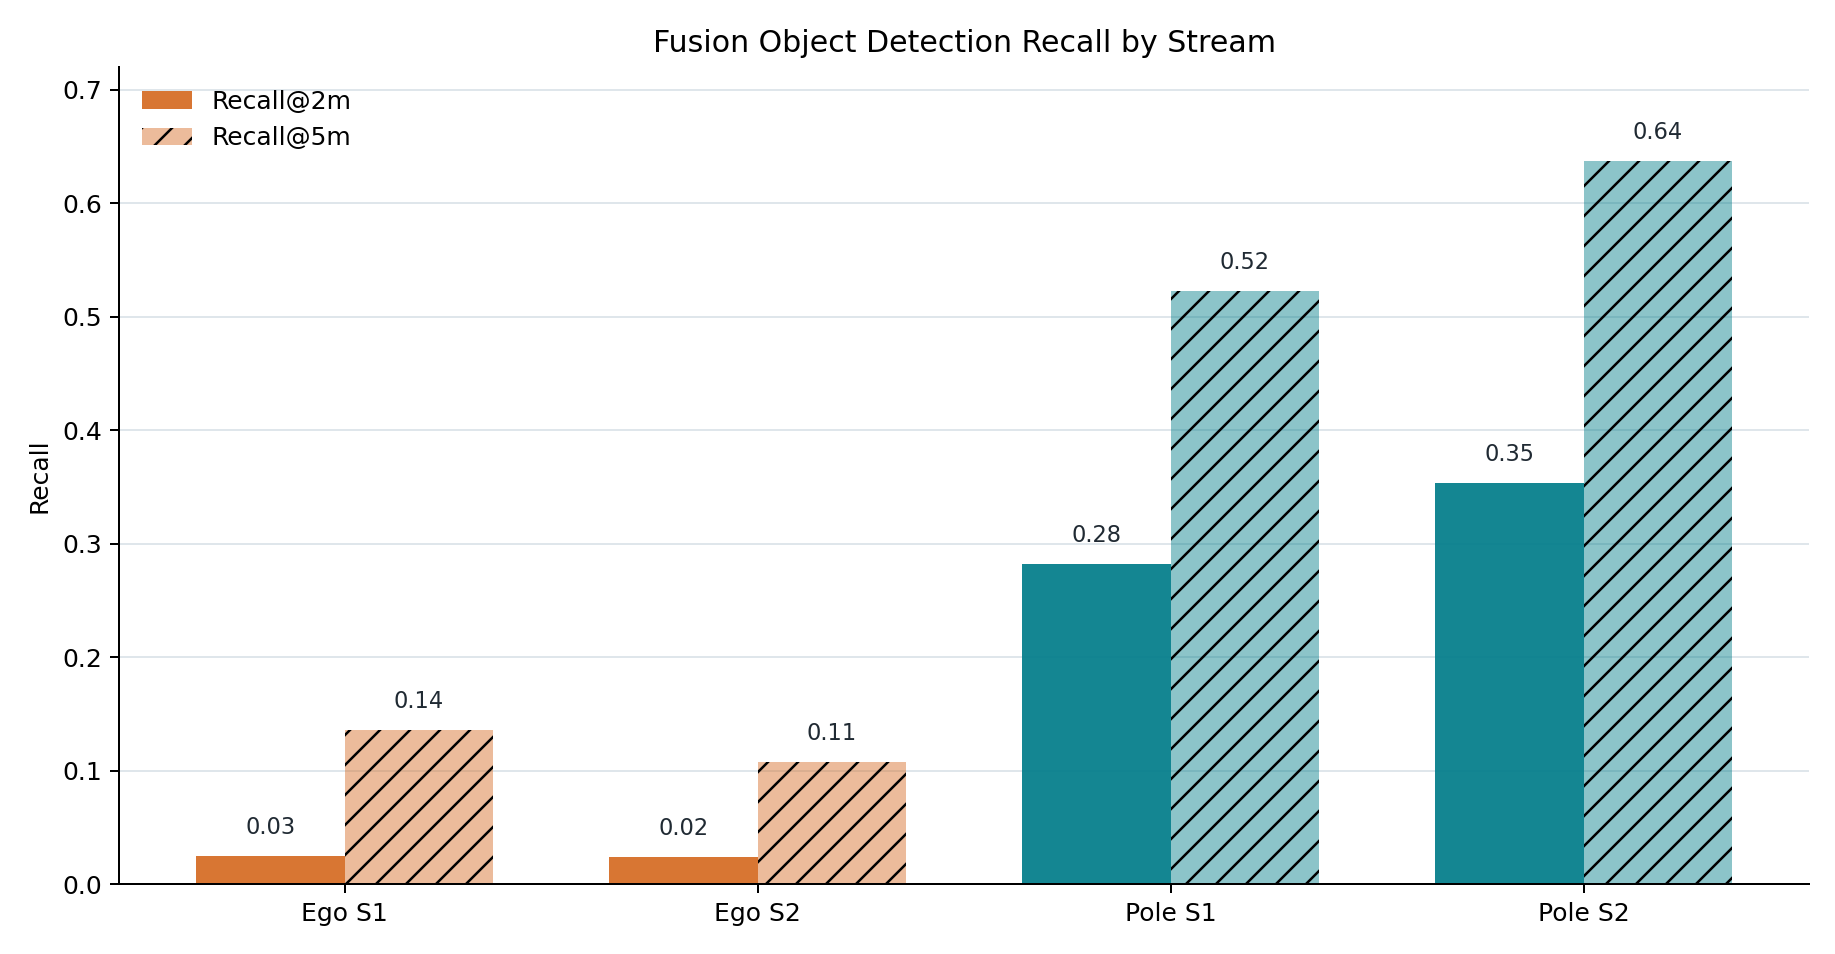 Fusion Object Detection Recall by Stream
Recall@2m
Recall@5m
Recall
0.7
0.6
0.5
0.4
0.3
0.2
0.1
0.0
0.03
0.14
0.02
0.11
0.28
0.52
0.35
0.64
Ego S1
Ego S2
Pole S1
Pole S2